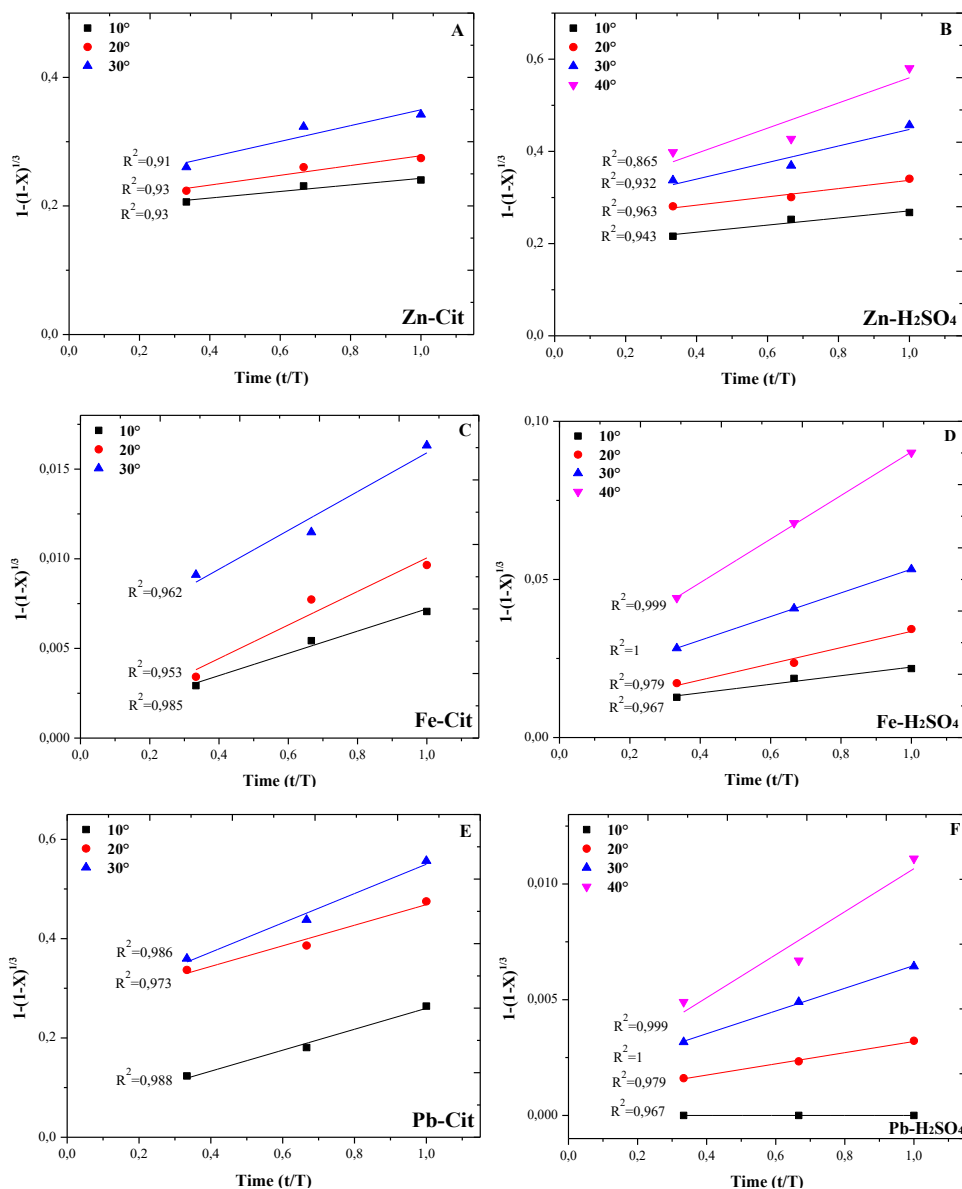 A
10°
20°
30°
0,4
0,2
0,0
1-(1-X)^1/3
R^2=0,91
R^2=0,93
R^2=0,93
Zn-Cit
0,0 0,2 0,4 0,6 0,8 1,0
Time (t/T)
B
10°
20°
30°
40°
0,6
0,4
0,2
0,0
1-(1-X)^1/3
R^2=0,865
R^2=0,932
R^2=0,963
R^2=0,943
Zn-H2SO4
0,0 0,2 0,4 0,6 0,8 1,0
Time (t/T)
C
10°
20°
30°
0,015
0,010
0,005
0,000
1-(1-X)^1/3
R^2=0,962
R^2=0,953
R^2=0,985
Fe-Cit
0,0 0,2 0,4 0,6 0,8 1,0
Time (t/T)
D
10°
20°
30°
40°
0,10
0,05
0,00
1-(1-X)^1/3
R^2=0,999
R^2=1
R^2=0,979
R^2=0,967
Fe-H2SO4
0,0 0,2 0,4 0,6 0,8 1,0
Time (t/T)
E
10°
20°
30°
0,6
0,4
0,2
0,0
1-(1-X)^1/3
R^2=0,986
R^2=0,973
R^2=0,988
Pb-Cit
0,0 0,2 0,4 0,6 0,8 1,0
Time (t/T)
F
10°
20°
30°
40°
0,010
0,005
0,000
1-(1-X)^1/3
R^2=0,999
R^2=1
R^2=0,979
R^2=0,967
Pb-H2SO4
0,0 0,2 0,4 0,6 0,8 1,0
Time (t/T)